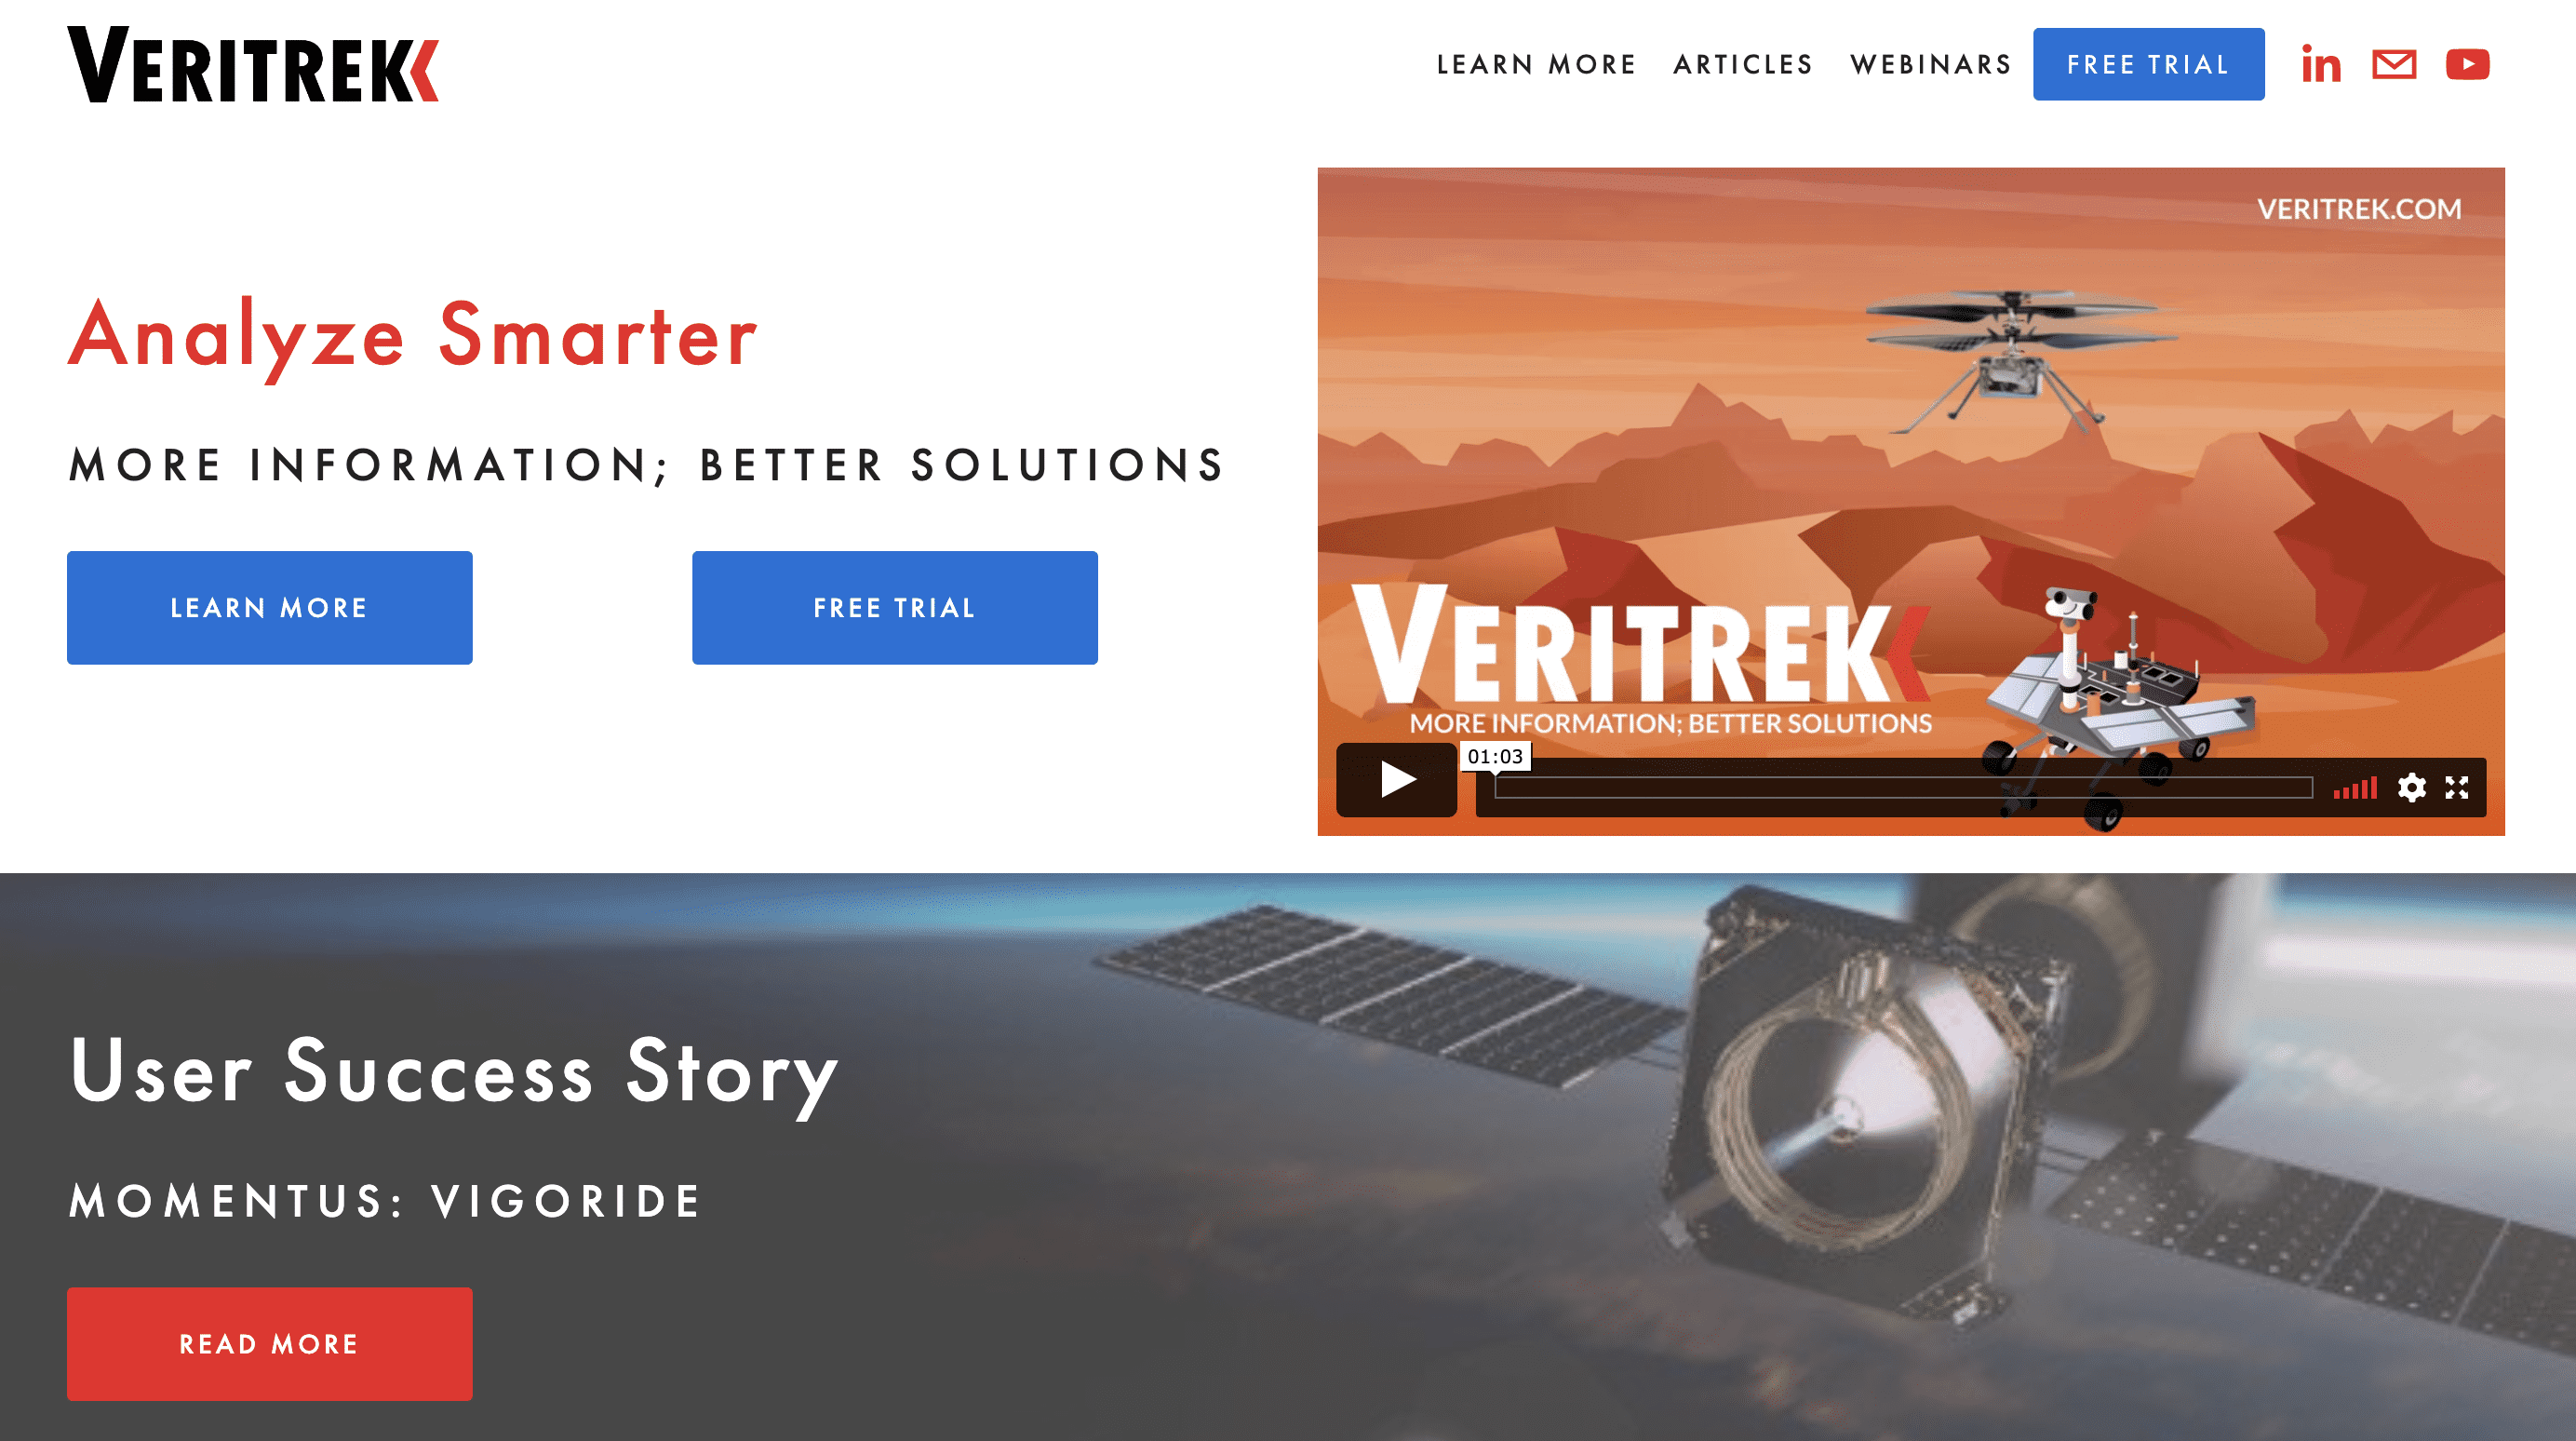 VERITREK
LEARN MORE
ARTICLES
WEBINARS
FREE TRIAL
in
Analyze Smarter
MORE INFORMATION; BETTER SOLUTIONS
LEARN MORE
FREE TRIAL
VERITREK.COM
VERITREK
MORE INFORMATION; BETTER SOLUTIONS
01:03
User Success Story
MOMENTUS: VIGORIDE
READ MORE